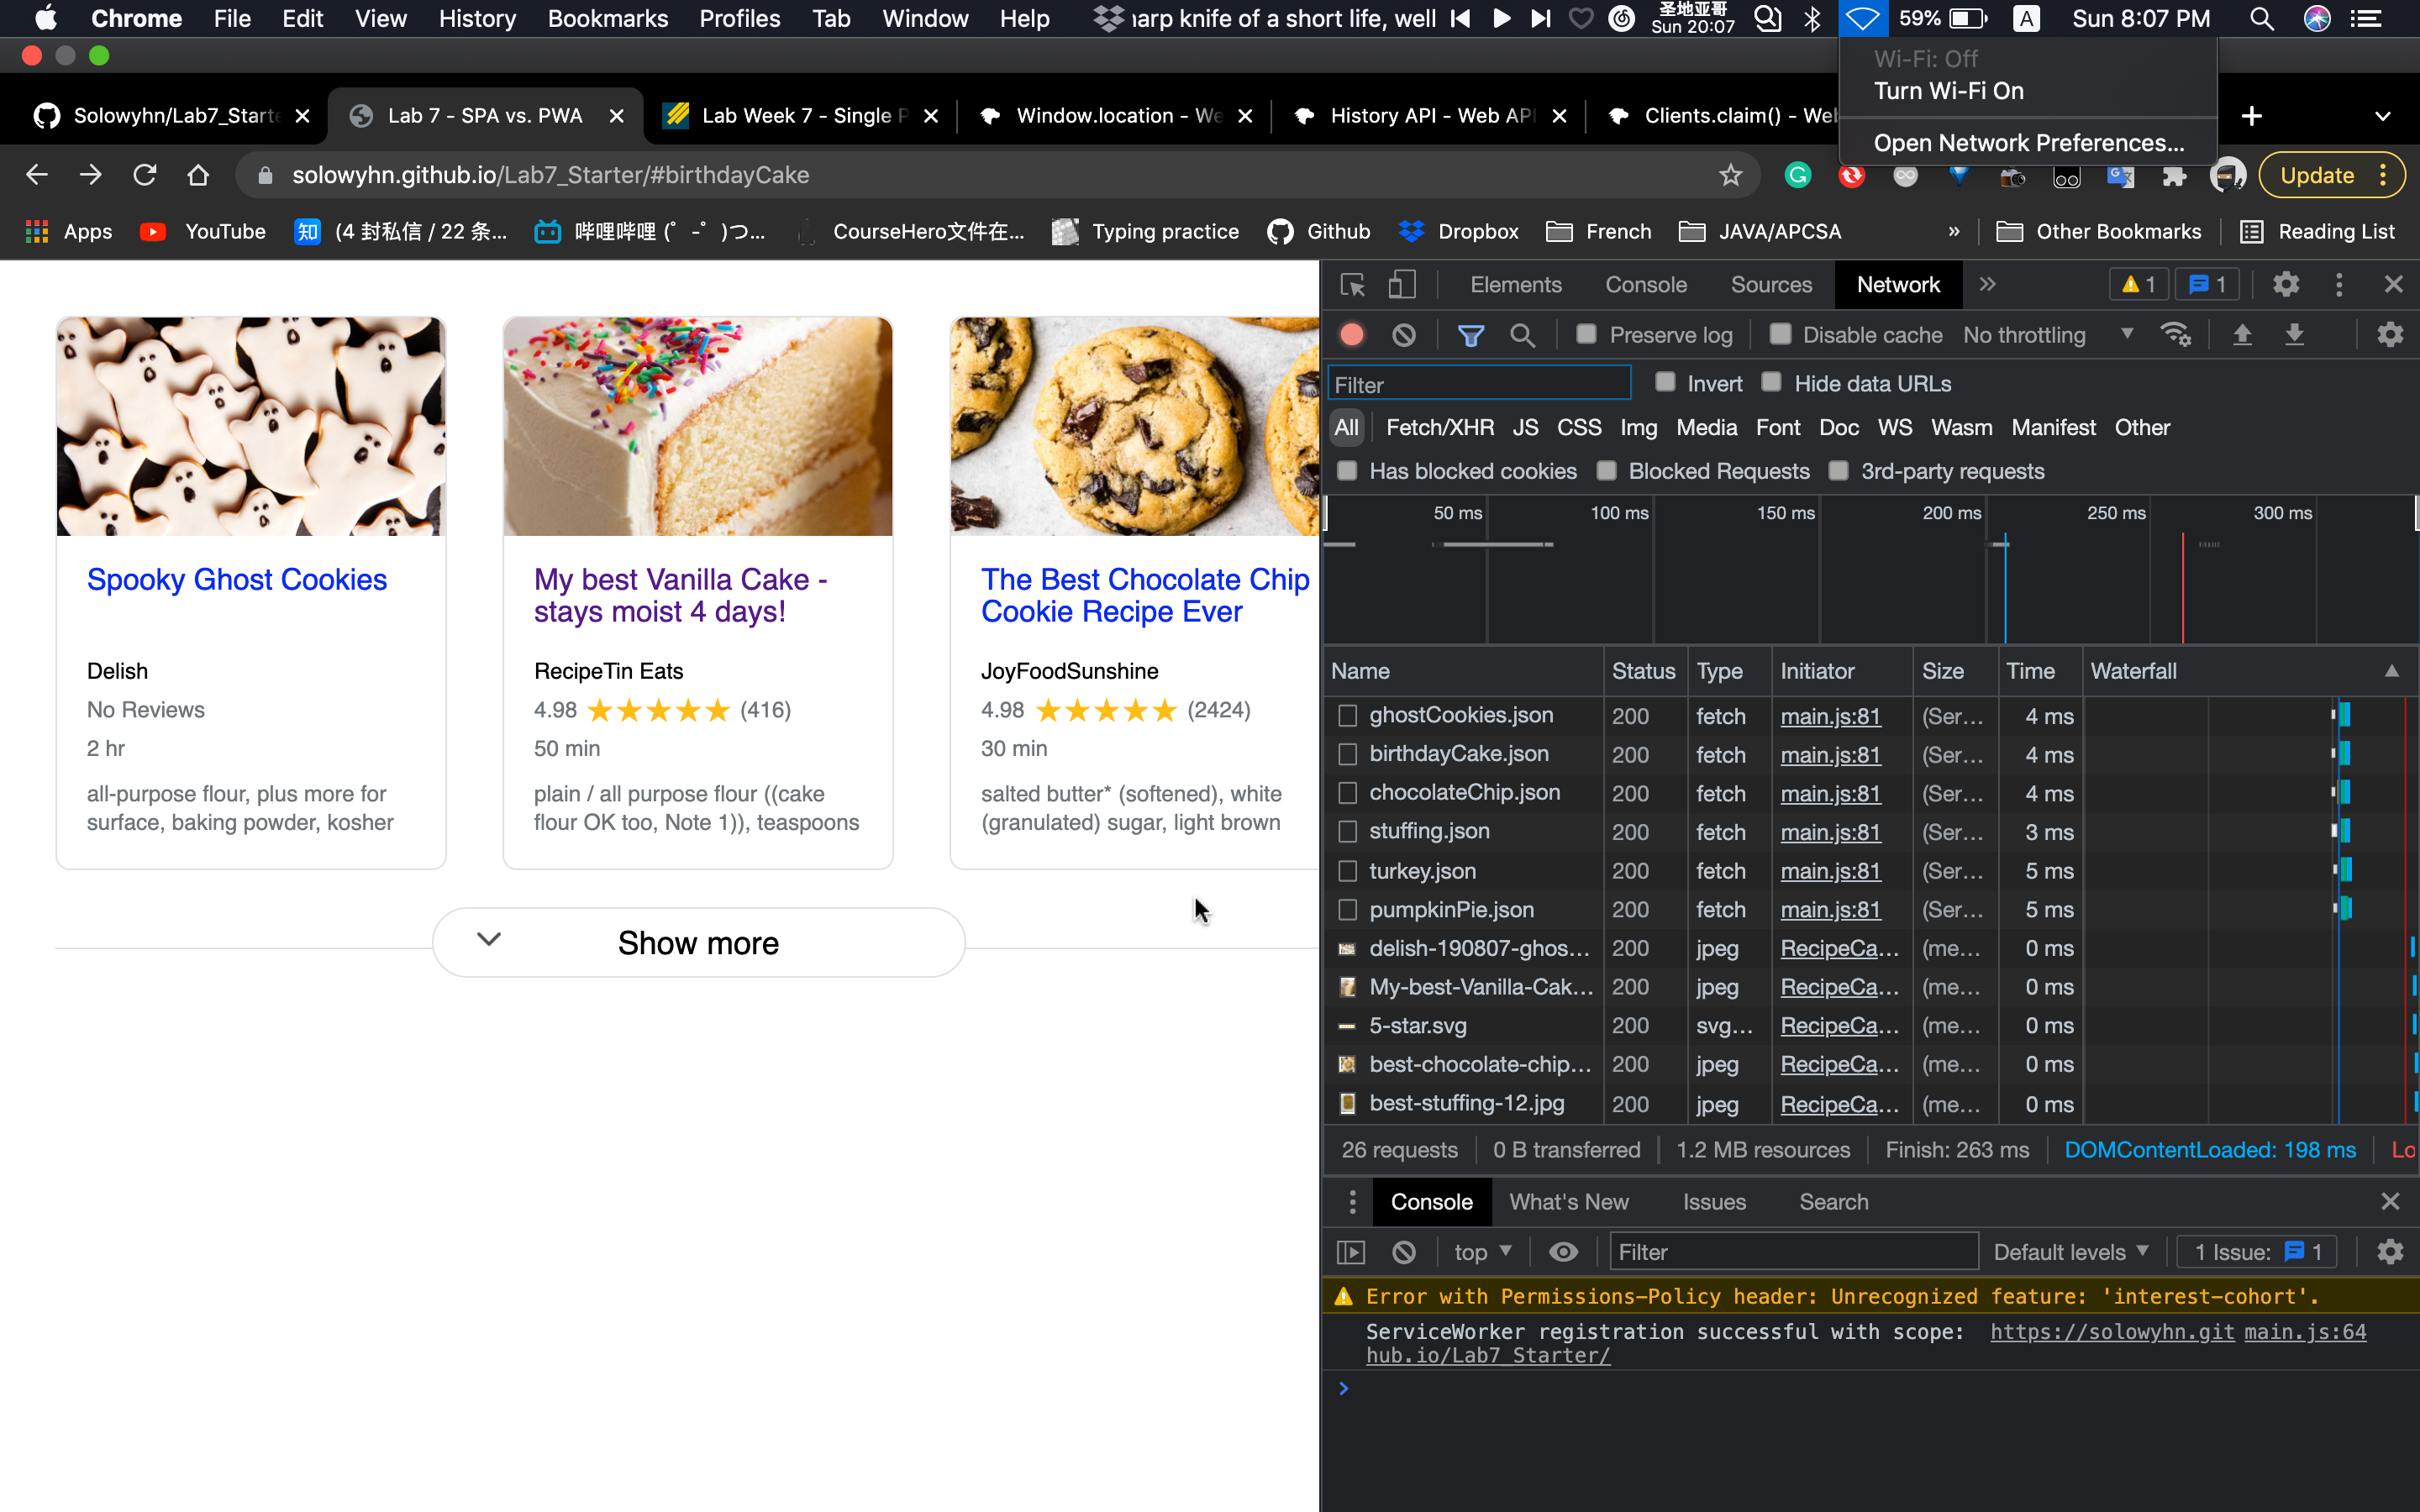 Chrome File Edit View History Bookmarks Profiles Tab Window Help
arp knife of a short life, well
圣地亚哥
Sun 20:07
59%
A
Sun 8:07 PM
Wi-Fi: Off
Turn Wi-Fi On
Open Network Preferences...
Solowyhn/Lab7_Starte
Lab 7 - SPA vs. PWA
Lab Week 7 - Single P
Window.location - We
History API - Web API
Clients.claim() - Web
solowyhn.github.io/Lab7_Starter/#birthdayCake
Update
Apps
YouTube
知
(4 封私信 / 22 条...
哔哩哔哩 (゜-゜)つ...
CourseHero文件在...
Typing practice
Github
Dropbox
French
JAVA/APCSA
»
Other Bookmarks
Reading List
Spooky Ghost Cookies
Delish
No Reviews
2 hr
all-purpose flour, plus more for
surface, baking powder, kosher
My best Vanilla Cake -
stays moist 4 days!
RecipeTin Eats
4.98 (416)
50 min
plain / all purpose flour ((cake
flour OK too, Note 1)), teaspoons
The Best Chocolate Chip
Cookie Recipe Ever
JoyFoodSunshine
4.98 (2424)
30 min
salted butter* (softened), white
(granulated) sugar, light brown
Show more
Elements Console Sources Network » 1 1
Preserve log Disable cache No throttling
Filter Invert Hide data URLs
All Fetch/XHR JS CSS Img Media Font Doc WS Wasm Manifest Other
Has blocked cookies Blocked Requests 3rd-party requests
50 ms 100 ms 150 ms 200 ms 250 ms 300 ms
Name Status Type Initiator Size Time Waterfall
ghostCookies.json 200 fetch main.js:81 (Ser... 4 ms
birthdayCake.json 200 fetch main.js:81 (Ser... 4 ms
chocolateChip.json 200 fetch main.js:81 (Ser... 4 ms
stuffing.json 200 fetch main.js:81 (Ser... 3 ms
turkey.json 200 fetch main.js:81 (Ser... 5 ms
pumpkinPie.json 200 fetch main.js:81 (Ser... 5 ms
delish-190807-ghos... 200 jpeg RecipeCa... (me... 0 ms
My-best-Vanilla-Cak... 200 jpeg RecipeCa... (me... 0 ms
5-star.svg 200 svg... RecipeCa... (me... 0 ms
best-chocolate-chip... 200 jpeg RecipeCa... (me... 0 ms
best-stuffing-12.jpg 200 jpeg RecipeCa... (me... 0 ms
26 requests 0 B transferred 1.2 MB resources Finish: 263 ms DOMContentLoaded: 198 ms Lo
Console What's New Issues Search
top Filter Default levels 1 Issue: 1
Error with Permissions-Policy header: Unrecognized feature: 'interest-cohort'.
ServiceWorker registration successful with scope: https://solowyhn.git main.js:64
hub.io/Lab7_Starter/